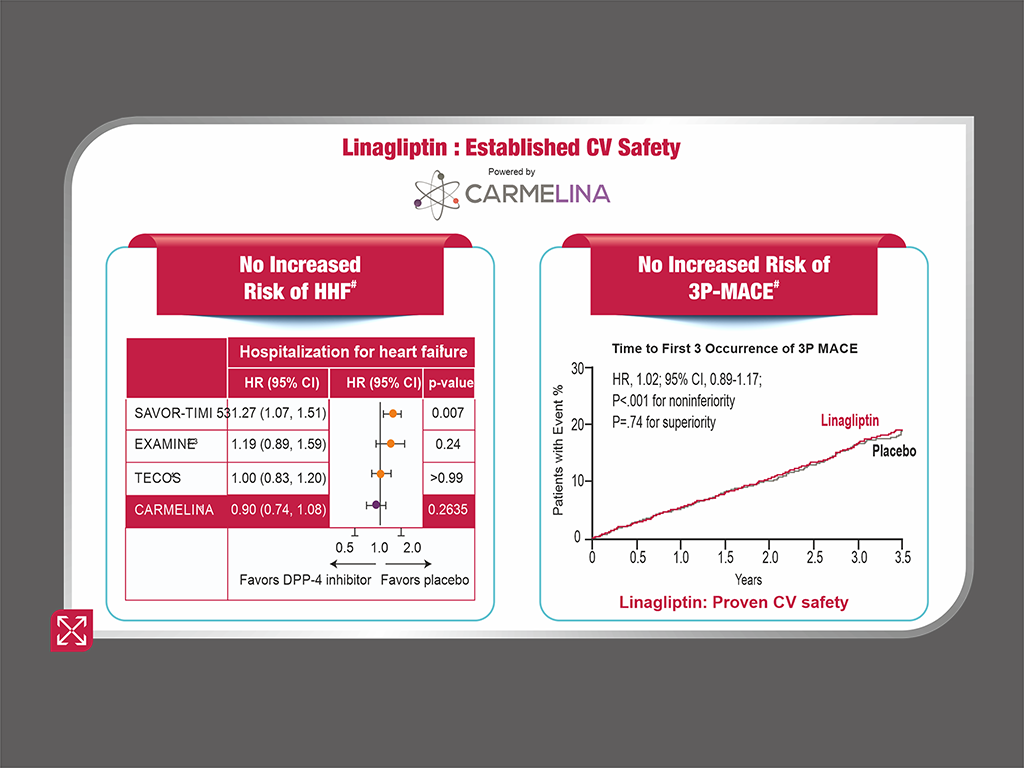 Linagliptin : Established CV Safety
Powered by
CARMELINA
No Increased
Risk of HHF#
Hospitalization for heart failure
HR (95% CI) HR (95% CI) p-value
SAVOR-TIMI 53 1.27 (1.07, 1.51) 0.007
EXAMINE 1.19 (0.89, 1.59) 0.24
TECOS 1.00 (0.83, 1.20) >0.99
CARMELINA 0.90 (0.74, 1.08) 0.2635
0.5 1.0 2.0
Favors DPP-4 inhibitor Favors placebo
No Increased Risk of
3P-MACE#
Time to First 3 Occurrence of 3P MACE
HR, 1.02; 95% CI, 0.89-1.17;
P<.001 for noninferiority
P=.74 for superiority
Patients with Event %
30
20
10
0
Linagliptin
Placebo
0 0.5 1.0 1.5 2.0 2.5 3.0 3.5
Years
Linagliptin: Proven CV safety